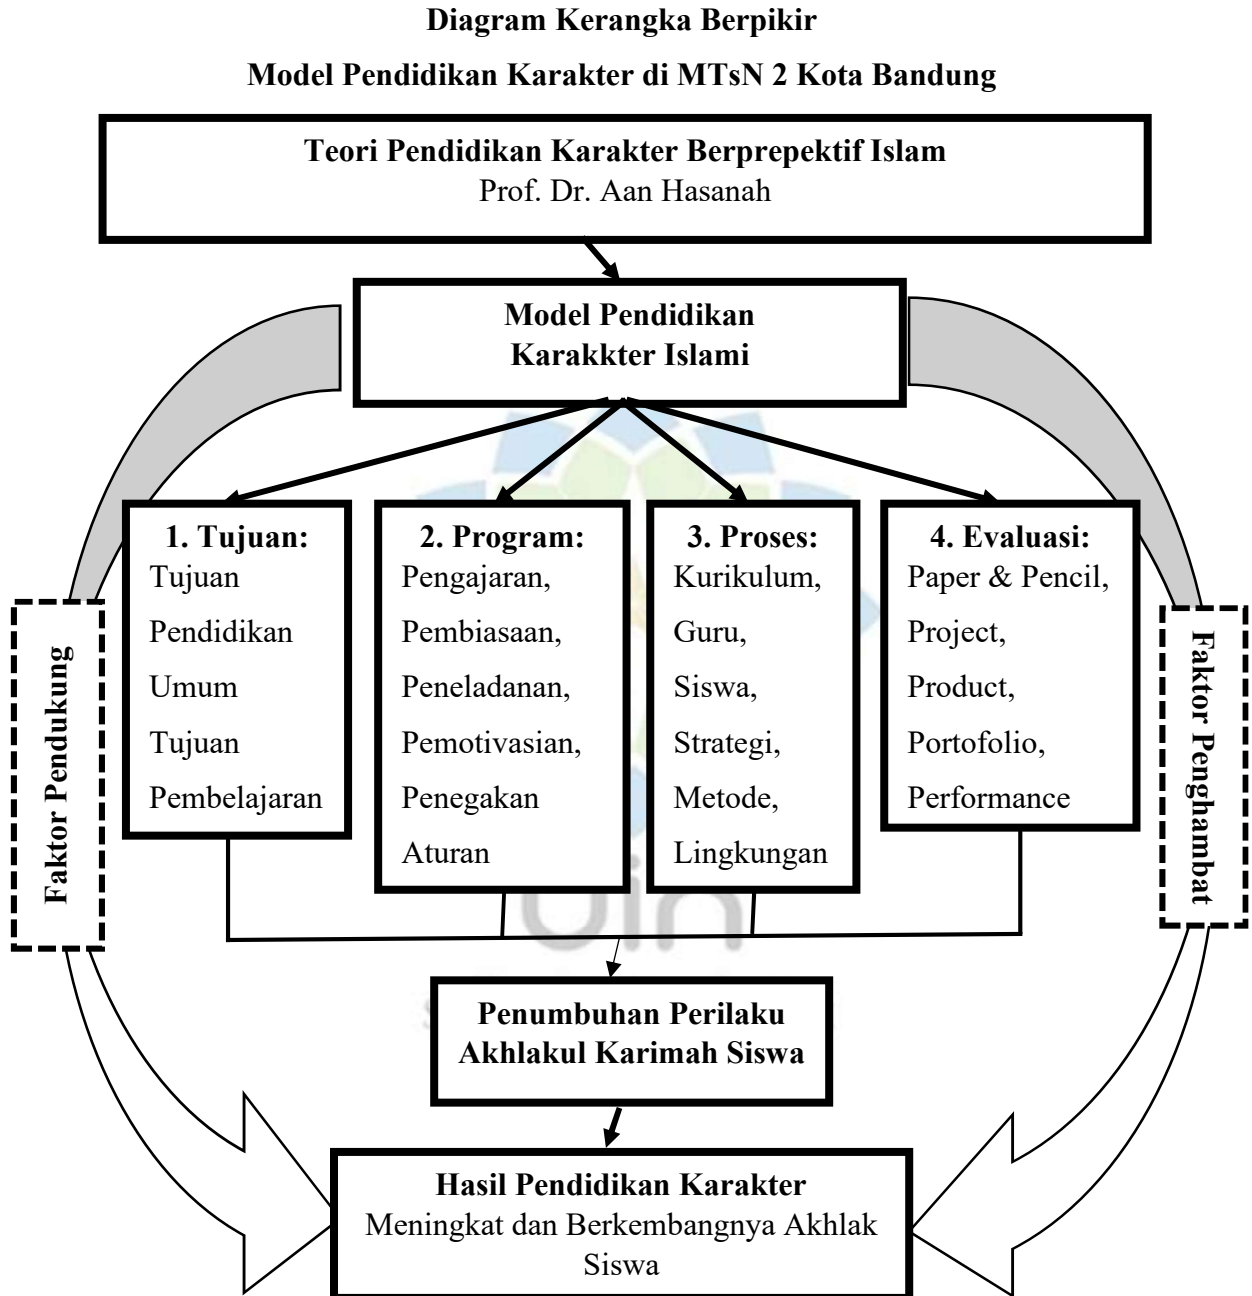 Diagram Kerangka Berpikir
Model Pendidikan Karakter di MTsN 2 Kota Bandung
Teori Pendidikan Karakter Berprepektif Islam
Prof. Dr. Aan Hasanah
Model Pendidikan
Karakkter Islami
1. Tujuan:
Tujuan
Pendidikan
Umum
Tujuan
Pembelajaran
2. Program:
Pengajaran,
Pembiasaan,
Peneladanan,
Pemotivasian,
Penegakan
Aturan
3. Proses:
Kurikulum,
Guru,
Siswa,
Strategi,
Metode,
Lingkungan
4. Evaluasi:
Paper & Pencil,
Project,
Product,
Portofolio,
Performance
Faktor Pendukung
Faktor Penghambat
uin
Penumbuhan Perilaku
Akhlakul Karimah Siswa
Hasil Pendidikan Karakter
Meningkat dan Berkembangnya Akhlak
Siswa